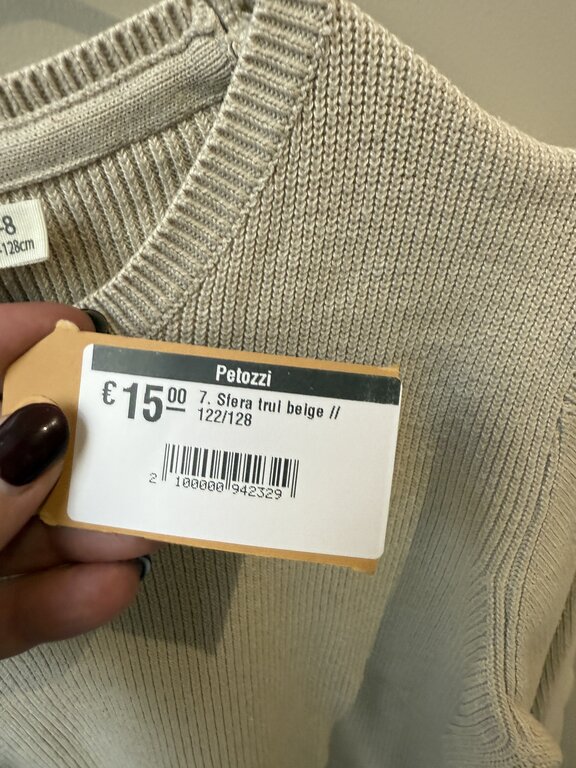 -8
-128cm
Petozzi
€ 15.00 7. Sfera trui beige //
122/128
2 100000 942329